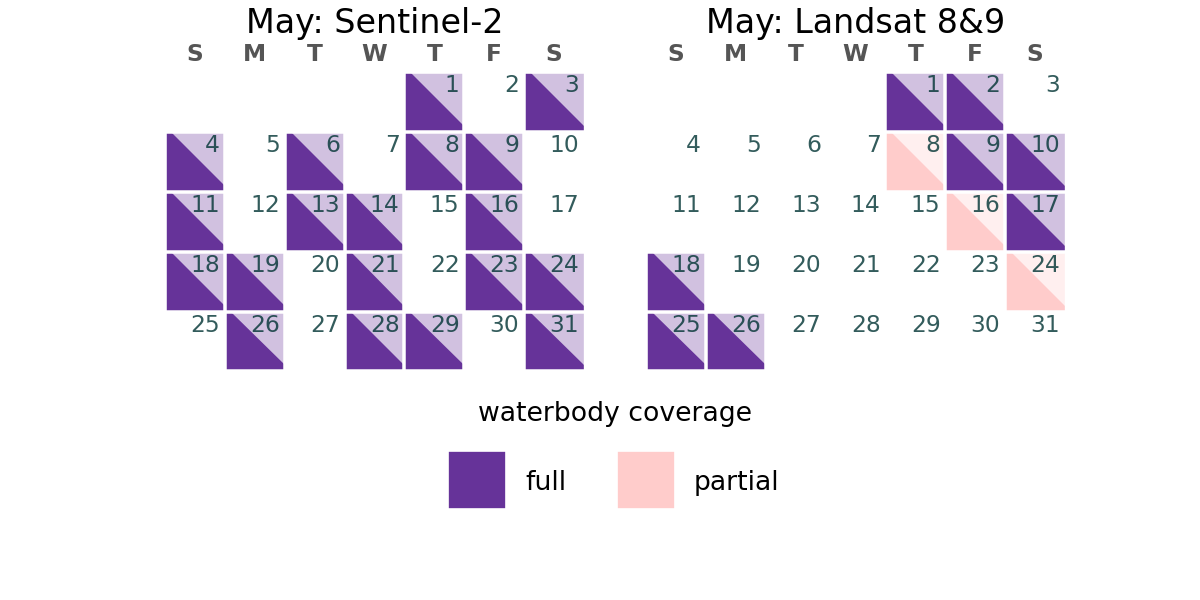 May: Sentinel-2
S M T W T F S
1 2 3
4 5 6 7 8 9 10
11 12 13 14 15 16 17
18 19 20 21 22 23 24
25 26 27 28 29 30 31
May: Landsat 8&9
S M T W T F S
1 2 3
4 5 6 7 8 9 10
11 12 13 14 15 16 17
18 19 20 21 22 23 24
25 26 27 28 29 30 31
waterbody coverage
full partial